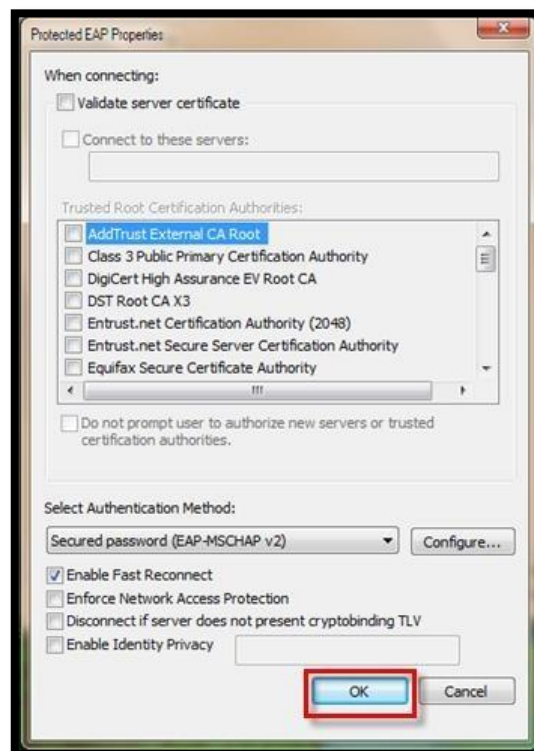 Protected EAP Properties
When connecting:
Validate server certificate
Connect to these servers:
Trusted Root Certification Authorities:
AddTrust External CA Root
Class 3 Public Primary Certification Authority
DigiCert High Assurance EV Root CA
DST Root CA X3
Entrust.net Certification Authority (2048)
Entrust.net Secure Server Certification Authority
Equifax Secure Certificate Authority
Do not prompt user to authorize new servers or trusted
certification authorities.
Select Authentication Method:
Secured password (EAP-MSCHAP v2) Configure...
Enable Fast Reconnect
Enforce Network Access Protection
Disconnect if server does not present cryptobinding TLV
Enable Identity Privacy
OK Cancel